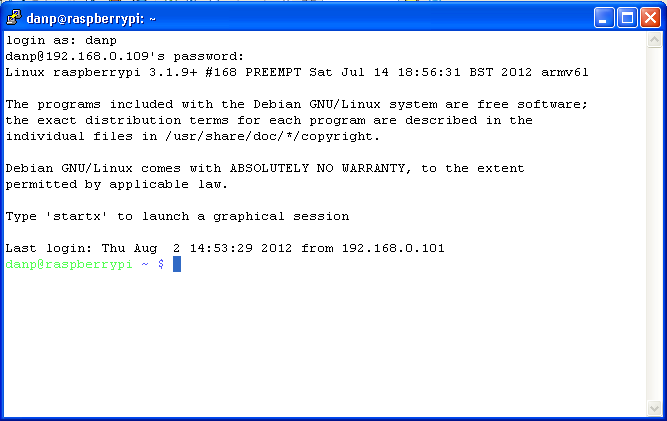 danp@raspberrypi: ~
login as: danp
danp@192.168.0.109's password:
Linux raspberrypi 3.1.9+ #168 PREEMPT Sat Jul 14 18:56:31 BST 2012 armv6l
The programs included with the Debian GNU/Linux system are free software;
the exact distribution terms for each program are described in the
individual files in /usr/share/doc/*/copyright.
Debian GNU/Linux comes with ABSOLUTELY NO WARRANTY, to the extent
permitted by applicable law.
Type 'startx' to launch a graphical session
Last login: Thu Aug  2 14:53:29 2012 from 192.168.0.101
danp@raspberrypi ~ $